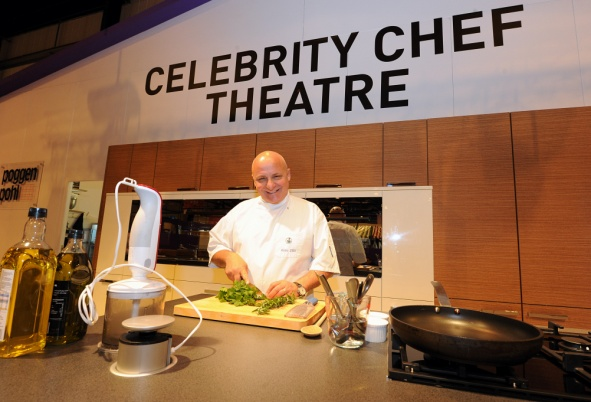 CELEBRITY CHEF
THEATRE
poggen
pohl